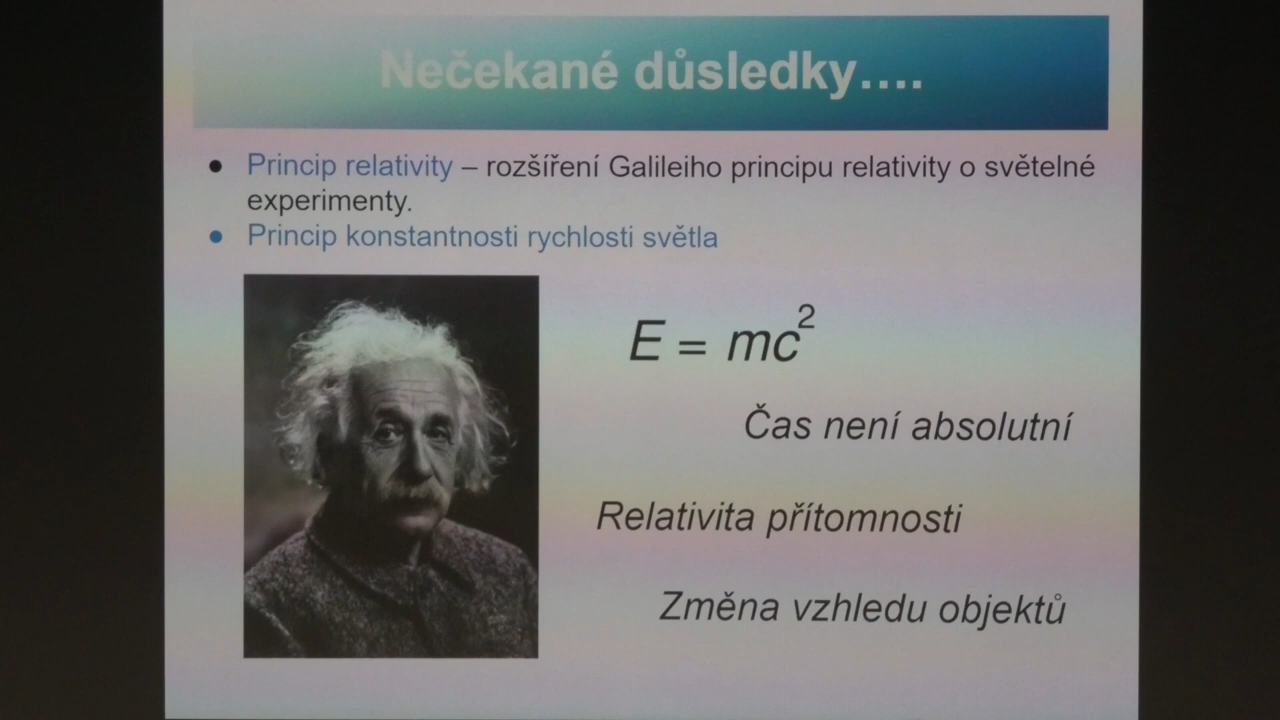 Nečekané důsledky....
• Princip relativity – rozšíření Galileiho principu relativity o světelné
experimenty.
• Princip konstantnosti rychlosti světla
E = mc²
Čas není absolutní
Relativita přítomnosti
Změna vzhledu objektů